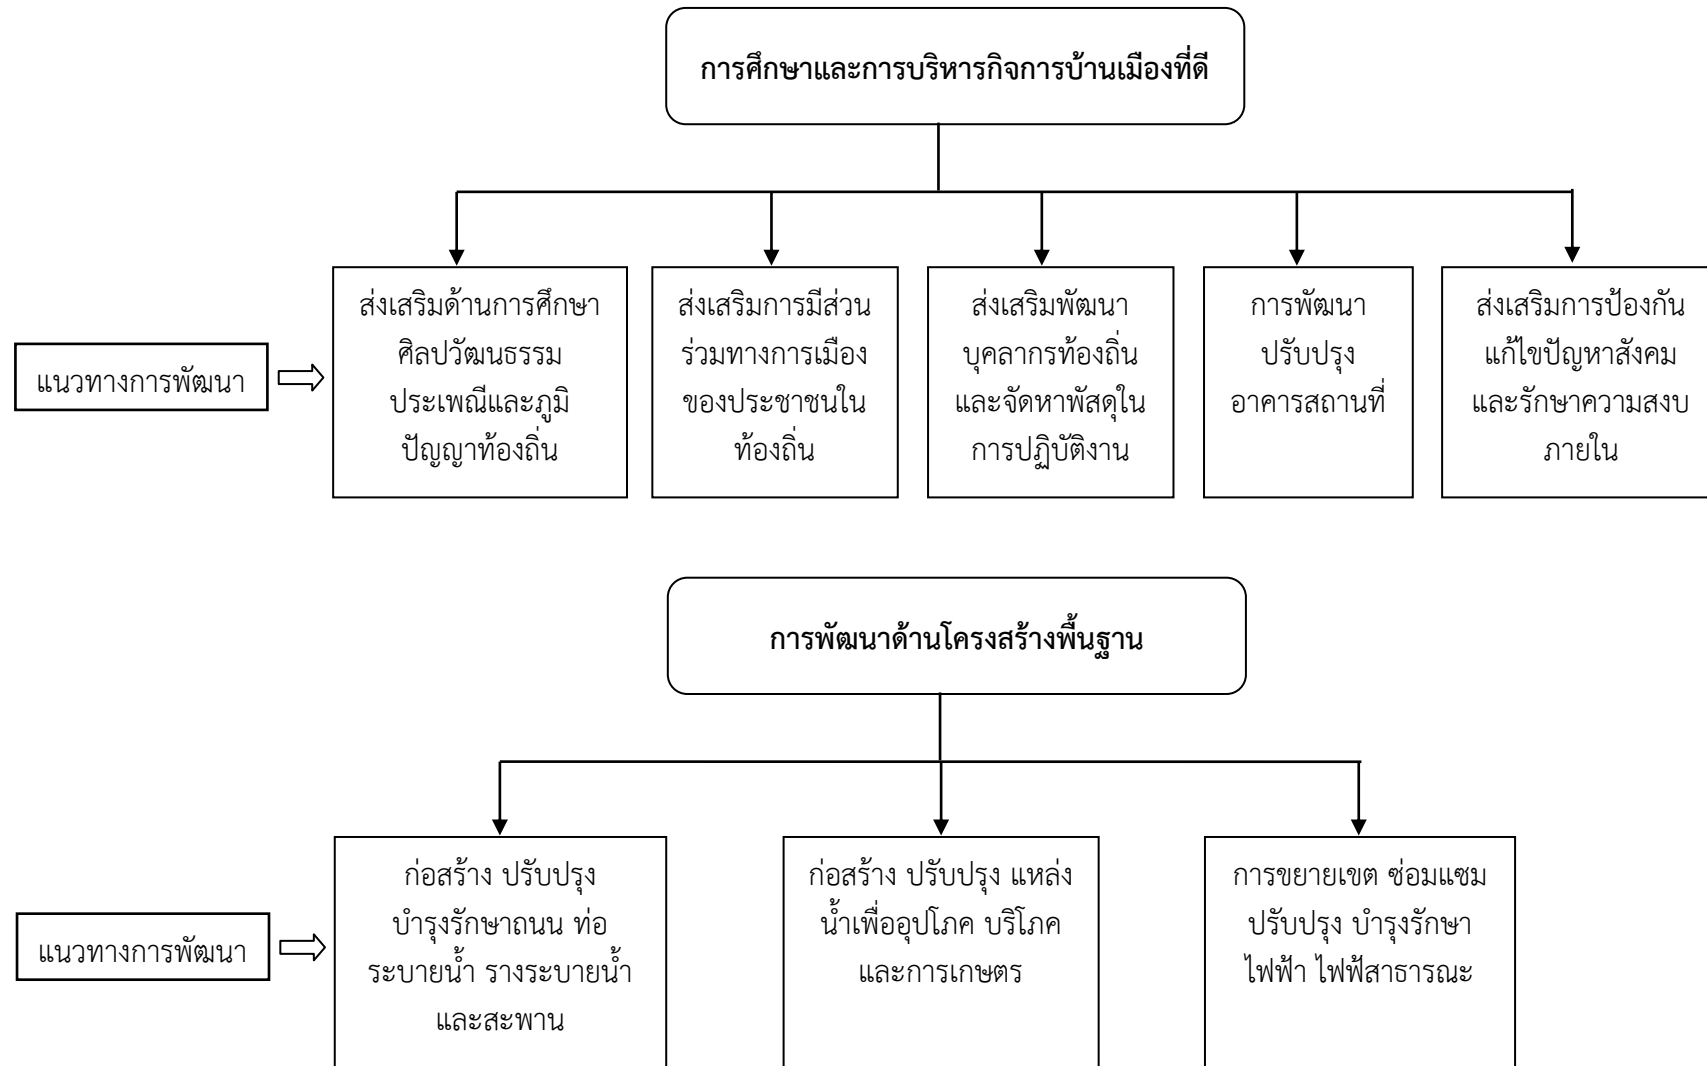 การศึกษาและการบริหารกิจการบ้านเมืองที่ดี
แนวทางการพัฒนา
ส่งเสริมด้านการศึกษา
ศิลปวัฒนธรรม
ประเพณีและภูมิ
ปัญญาท้องถิ่น
ส่งเสริมการมีส่วน
ร่วมทางการเมือง
ของประชาชนใน
ท้องถิ่น
ส่งเสริมพัฒนา
บุคลากรท้องถิ่น
และจัดหาพัสดุใน
การปฏิบัติงาน
การพัฒนา
ปรับปรุง
อาคารสถานที่
ส่งเสริมการป้องกัน
แก้ไขปัญหาสังคม
และรักษาความสงบ
ภายใน
การพัฒนาด้านโครงสร้างพื้นฐาน
แนวทางการพัฒนา
ก่อสร้าง ปรับปรุง
บำรุงรักษาถนน ท่อ
ระบายน้ำ รางระบายน้ำ
และสะพาน
ก่อสร้าง ปรับปรุง แหล่ง
น้ำเพื่ออุปโภค บริโภค
และการเกษตร
การขยายเขต ซ่อมแซม
ปรับปรุง บำรุงรักษา
ไฟฟ้า ไฟฟ้สาธารณะ